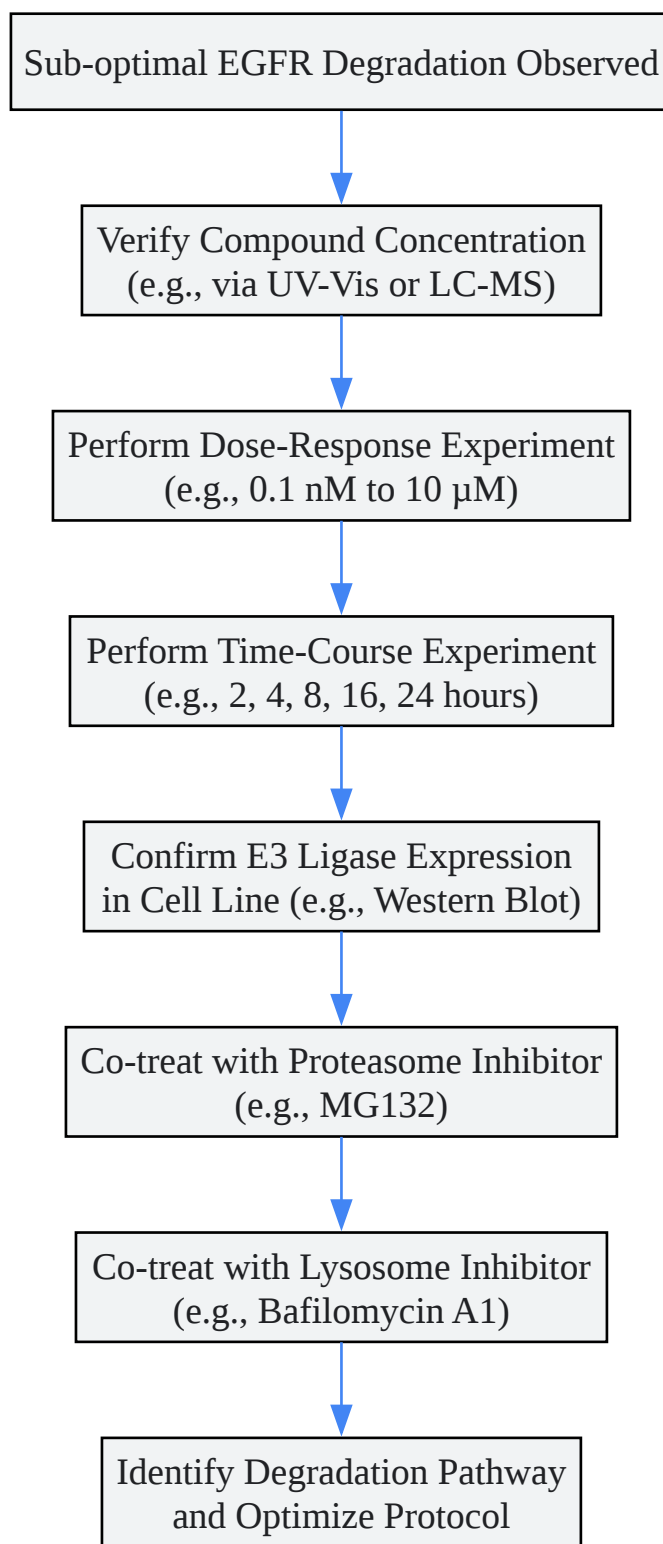 Sub-optimal EGFR Degradation Observed
Verify Compound Concentration
(e.g., via UV-Vis or LC-MS)
Perform Dose-Response Experiment
(e.g., 0.1 nM to 10 µM)
Perform Time-Course Experiment
(e.g., 2, 4, 8, 16, 24 hours)
Confirm E3 Ligase Expression
in Cell Line (e.g., Western Blot)
Co-treat with Proteasome Inhibitor
(e.g., MG132)
Co-treat with Lysosome Inhibitor
(e.g., Bafilomycin A1)
Identify Degradation Pathway
and Optimize Protocol